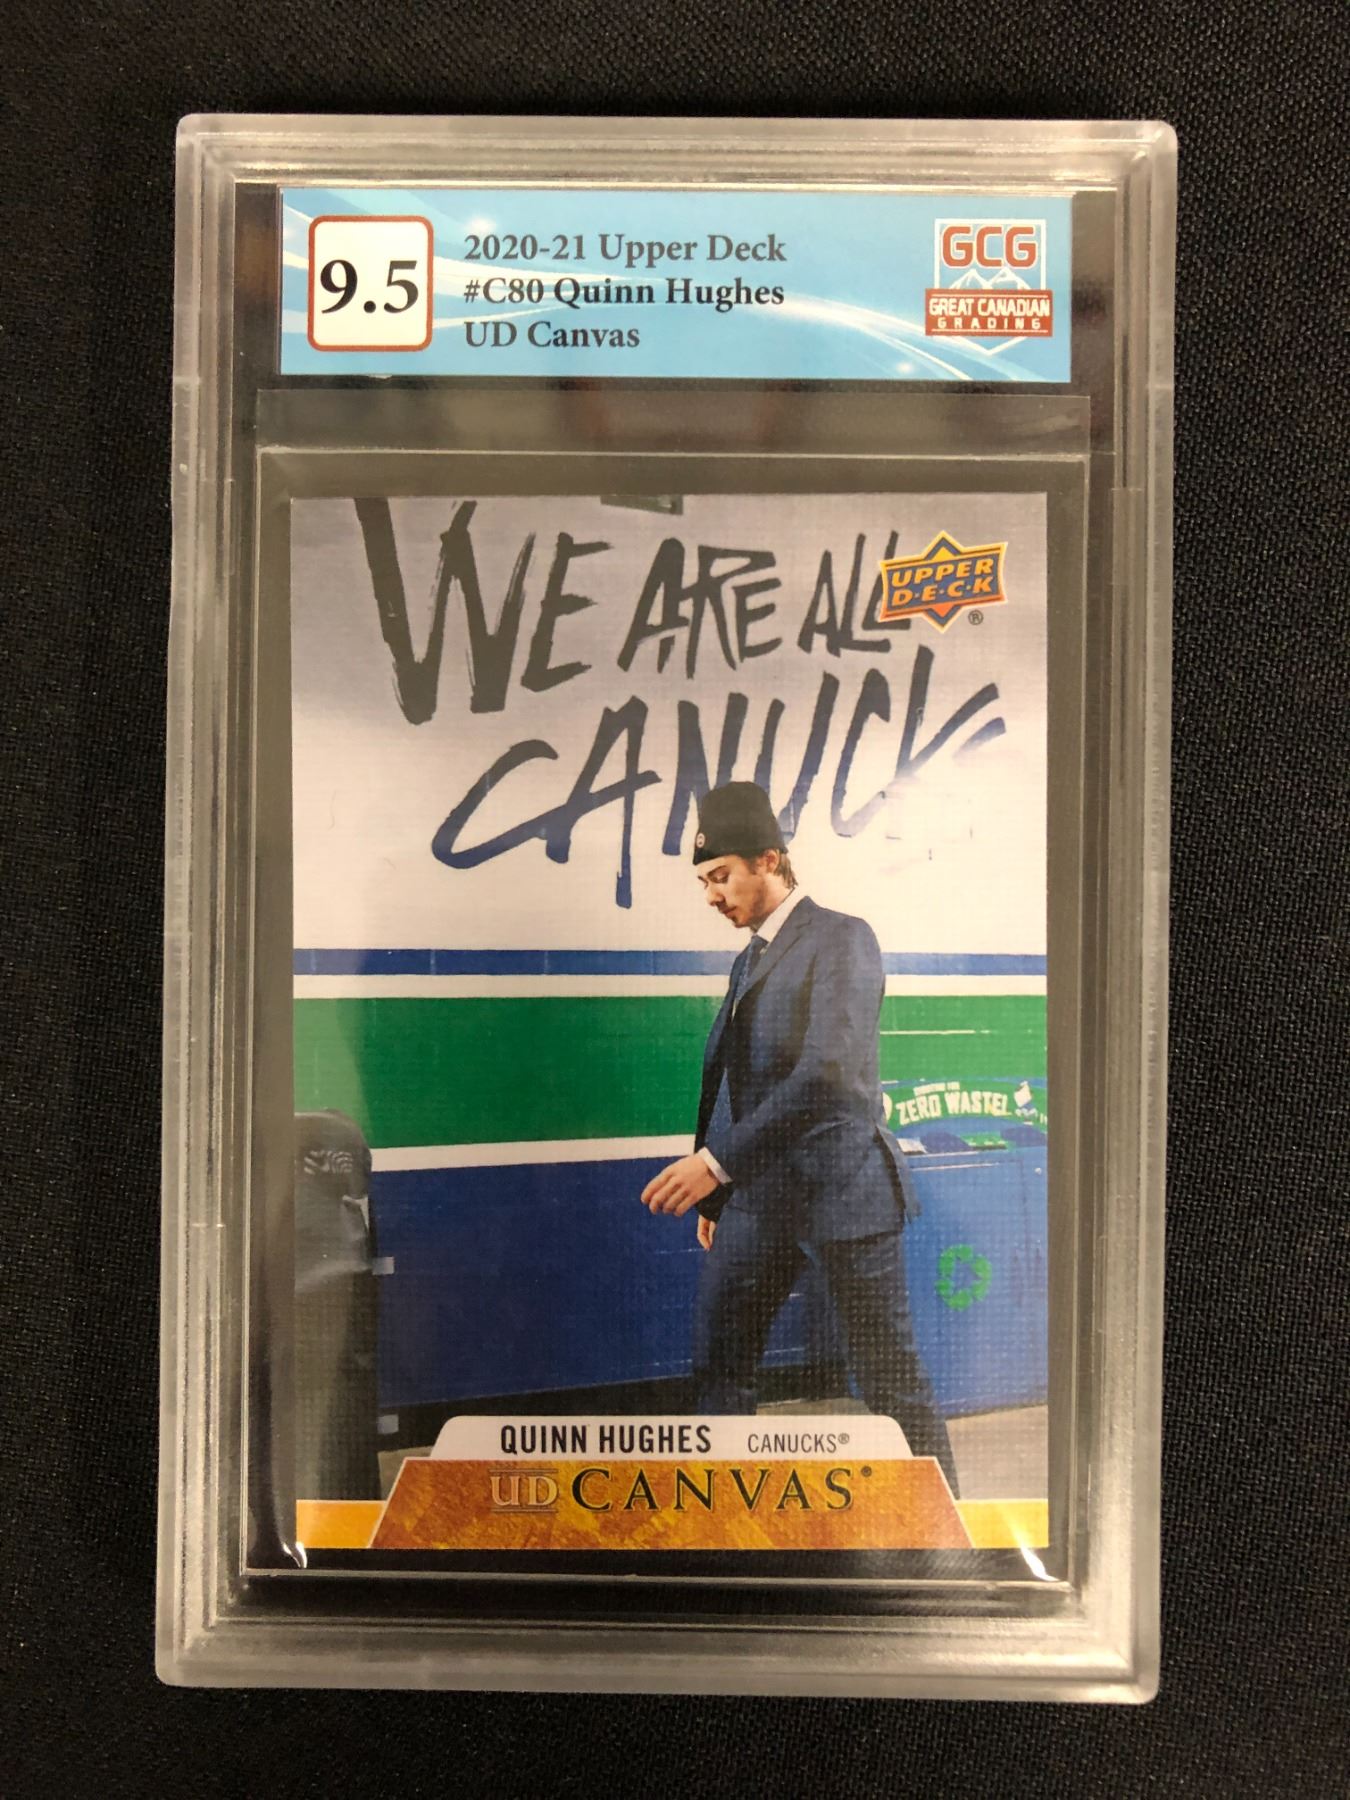 9.5
2020-21 Upper Deck
#C80 Quinn Hughes
UD Canvas
GCG
GREAT CANADIAN
GRADING
WE ARE ALL
CANUCK
UPPER
D·E·C·K
®
ZERO WASTE
QUINN HUGHES CANUCKS®
UD CANVAS®